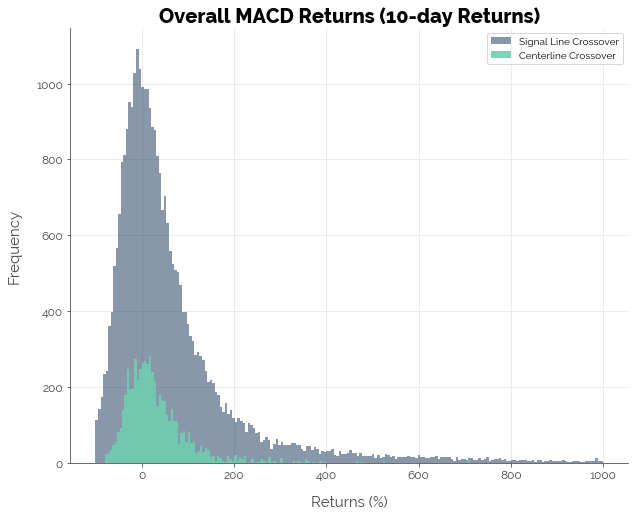 Overall MACD Returns (10-day Returns)
Signal Line Crossover
Centerline Crossover
Frequency
1000
800
600
400
200
0
0
200
400
600
800
1000
Returns (%)